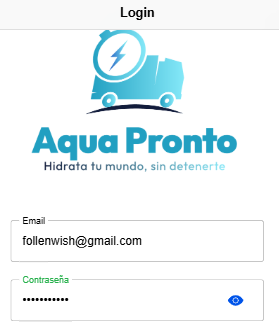 Login
Aqua Pronto
Hidrata tu mundo, sin detenerte
Email
follenwish@gmail.com
Contraseña
•••••••••••